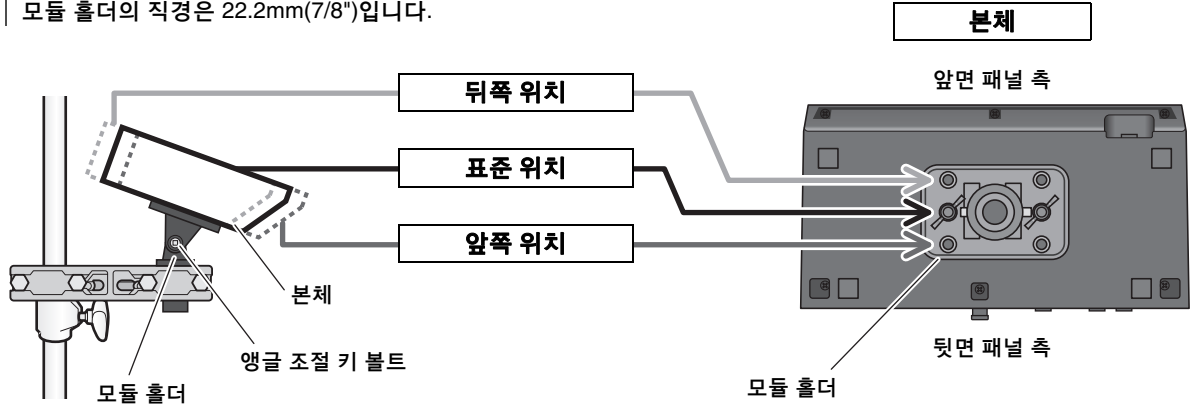 모듈 홀더의 직경은 22.2mm(7/8")입니다.
본체
앞면 패널 측
뒤쪽 위치
표준 위치
앞쪽 위치
본체
앵글 조절 키 볼트
모듈 홀더
뒷면 패널 측
모듈 홀더